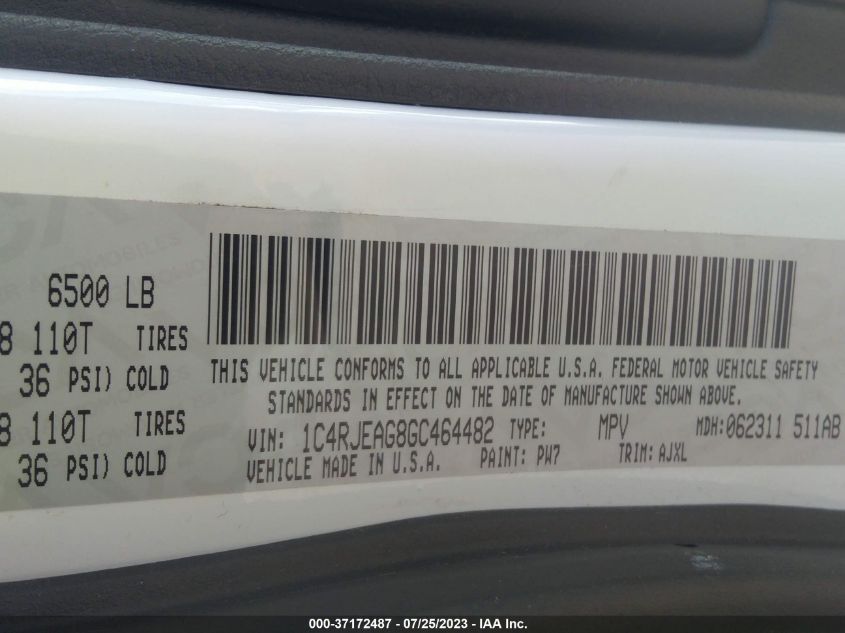 6500 LB
8 110T TIRES
36 PSI) COLD
8 110T TIRES
36 PSI) COLD
THIS VEHICLE CONFORMS TO ALL APPLICABLE U.S.A. FEDERAL MOTOR VEHICLE SAFETY
STANDARDS IN EFFECT ON THE DATE OF MANUFACTURE SHOWN ABOVE.
VIN: 1C4RJEAG8GC464482 TYPE: MPV MDH:062311 511AB
VEHICLE MADE IN U.S.A. PAINT: PW7 TRIM: AJXL
000-37172487 - 07/25/2023 - IAA Inc.